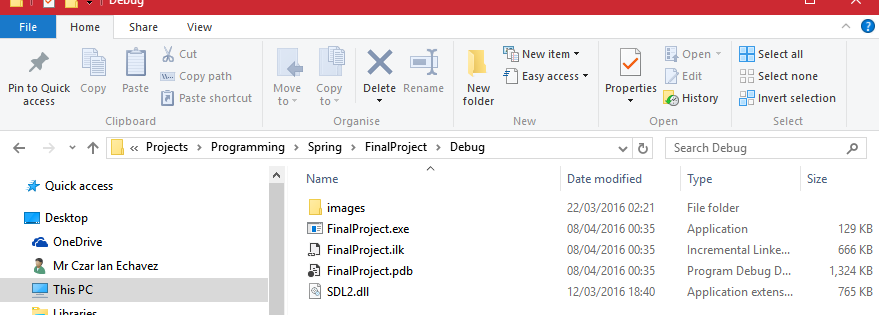 Debug
File Home Share View
Pin to Quick access
Copy
Paste
Cut
Copy path
Paste shortcut
Clipboard
Move to
Copy to
Delete
Rename
Organise
New folder
New item
Easy access
New
Properties
Open
Edit
History
Open
Select all
Select none
Invert selection
Select
« Projects Programming Spring FinalProject Debug
Search Debug
Quick access
Desktop
OneDrive
Mr Czar Ian Echavez
This PC
Libraries
Name Date modified Type Size
images 22/03/2016 02:21 File folder
FinalProject.exe 08/04/2016 00:35 Application 129 KB
FinalProject.ilk 08/04/2016 00:35 Incremental Linke... 666 KB
FinalProject.pdb 08/04/2016 00:35 Program Debug D... 1,324 KB
SDL2.dll 12/03/2016 18:40 Application extens... 765 KB